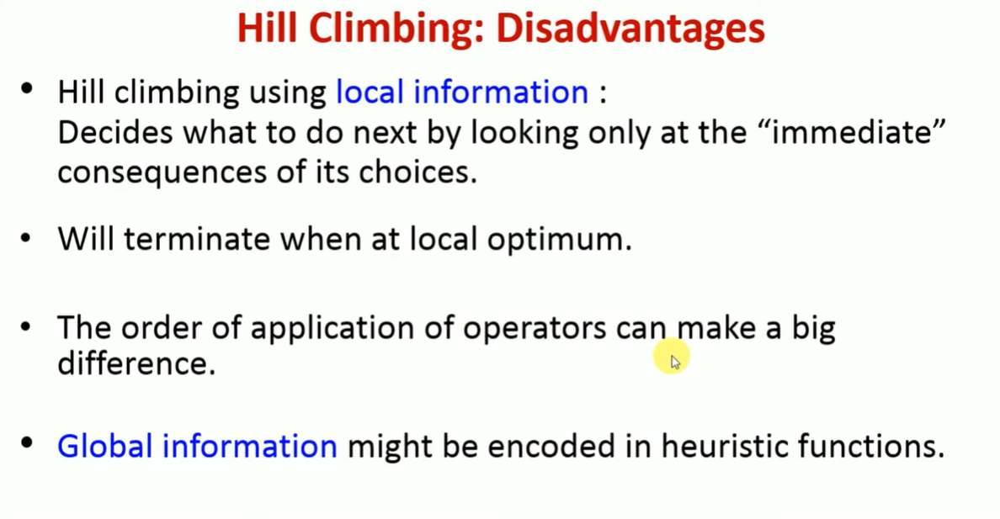 Hill Climbing: Disadvantages
• Hill climbing using local information :
Decides what to do next by looking only at the “immediate”
consequences of its choices.
• Will terminate when at local optimum.
• The order of application of operators can make a big
difference.
• Global information might be encoded in heuristic functions.